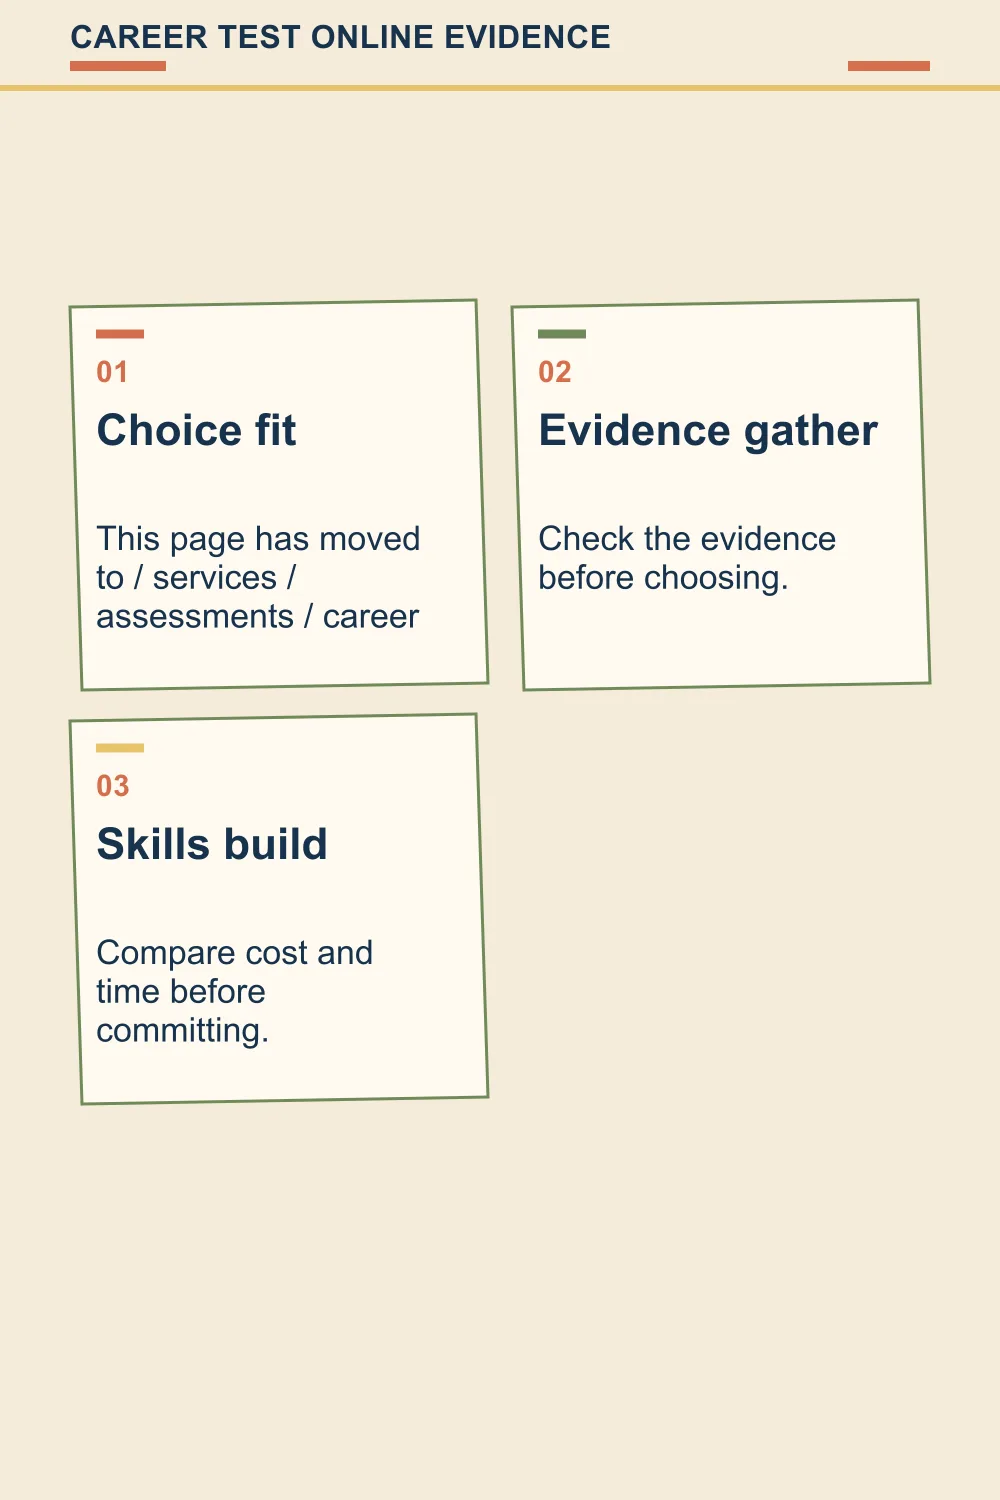 CAREER TEST ONLINE EVIDENCE
01
Choice fit
This page has moved
to / services /
assessments / career
02
Evidence gather
Check the evidence
before choosing.
03
Skills build
Compare cost and
time before
committing.